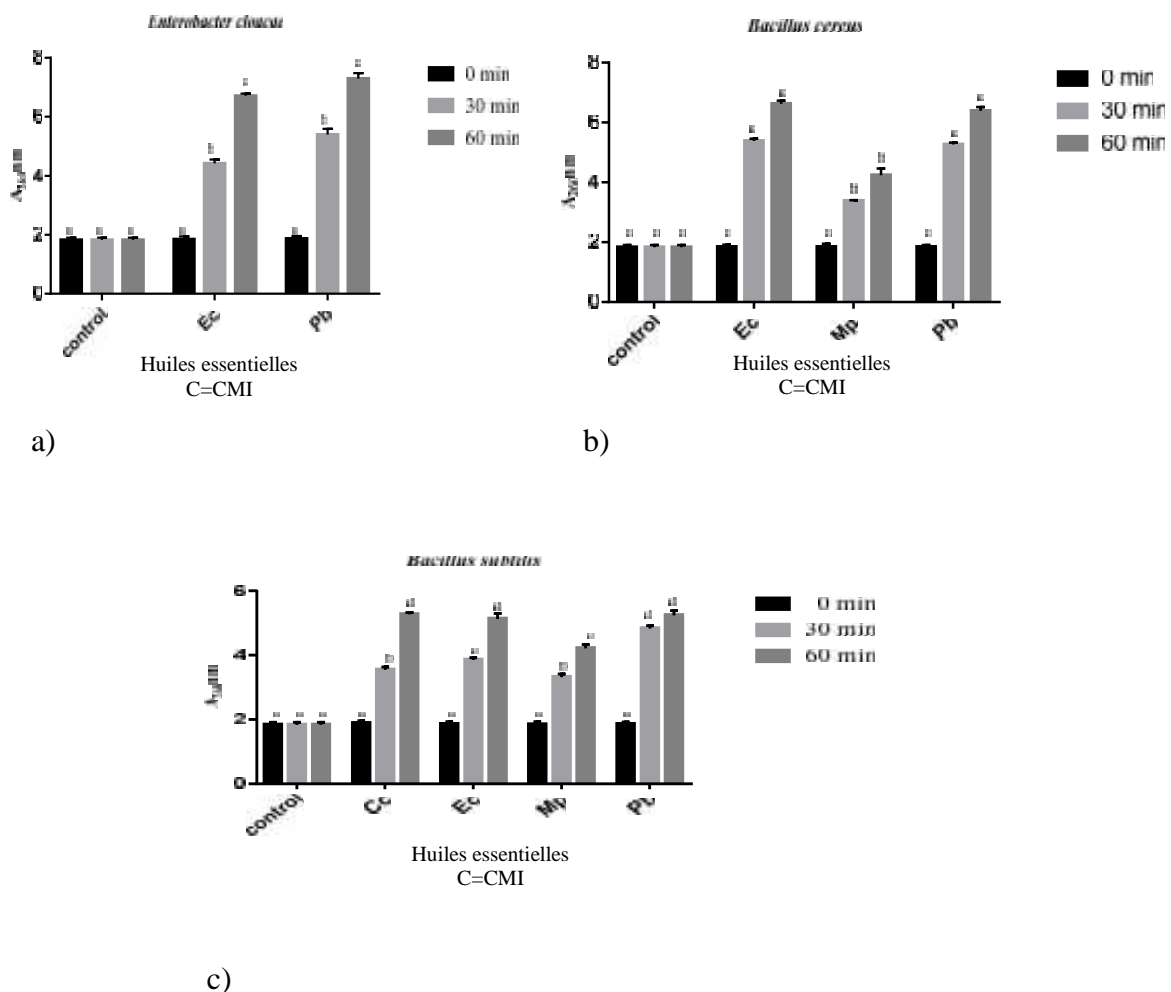 Enterobacter cloacae
8
6
4
2
0
0 min
30 min
60 min
control
Ec
Pb
Huiles essentielles
C=CMI
a)
Bacillus cereus
8
6
4
2
0
0 min
30 min
60 min
control
Ec
Mp
Pb
Huiles essentielles
C=CMI
b)
Bacillus subtilis
6
4
2
0
0 min
30 min
60 min
control
Cc
Ec
Mp
Pb
Huiles essentielles
C=CMI
c)